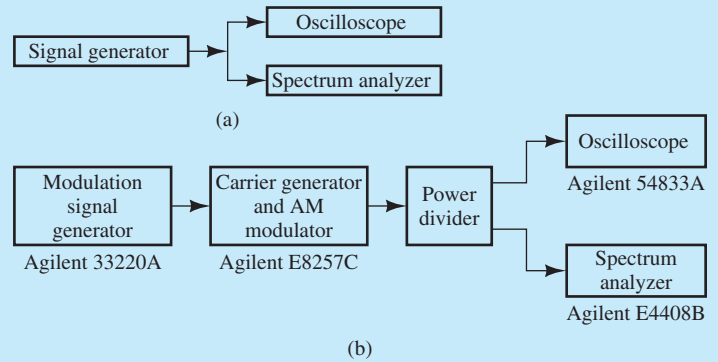 Oscilloscope
Signal generator
Spectrum analyzer
(a)
Modulation
signal
generator
Agilent 33220A
Carrier generator
and AM
modulator
Agilent E8257C
Power
divider
Oscilloscope
Agilent 54833A
Spectrum
analyzer
Agilent E4408B
(b)